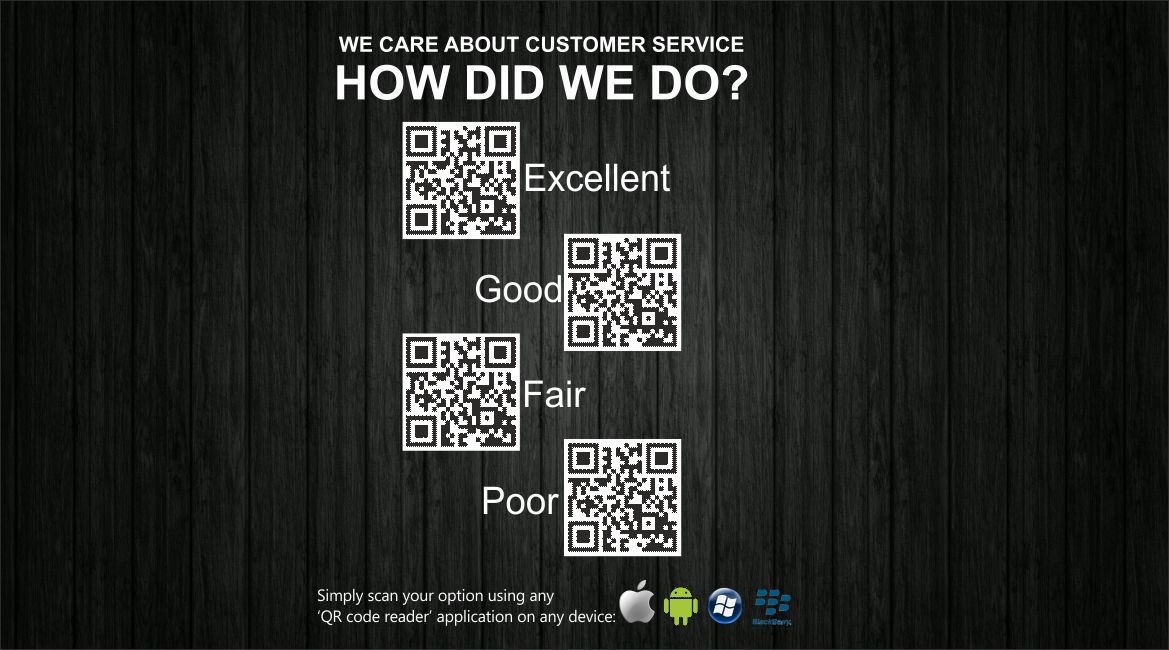 WE CARE ABOUT CUSTOMER SERVICE
HOW DID WE DO?
Excellent
Good
Fair
Poor
Simply scan your option using any
‘QR code reader’ application on any device:
BlackBerry.